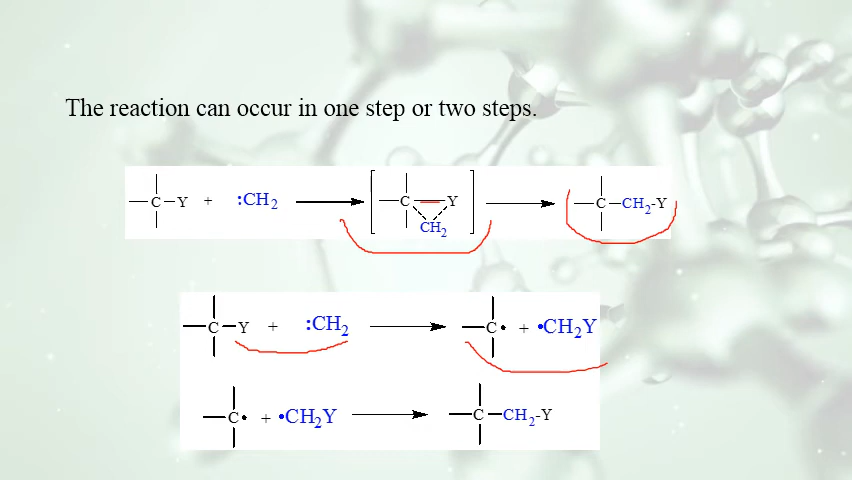 The reaction can occur in one step or two steps.
C–Y + :CH2 [ C Y CH2 ] C–CH2-Y
C–Y + :CH2 C• + •CH2Y
C• + •CH2Y C–CH2-Y